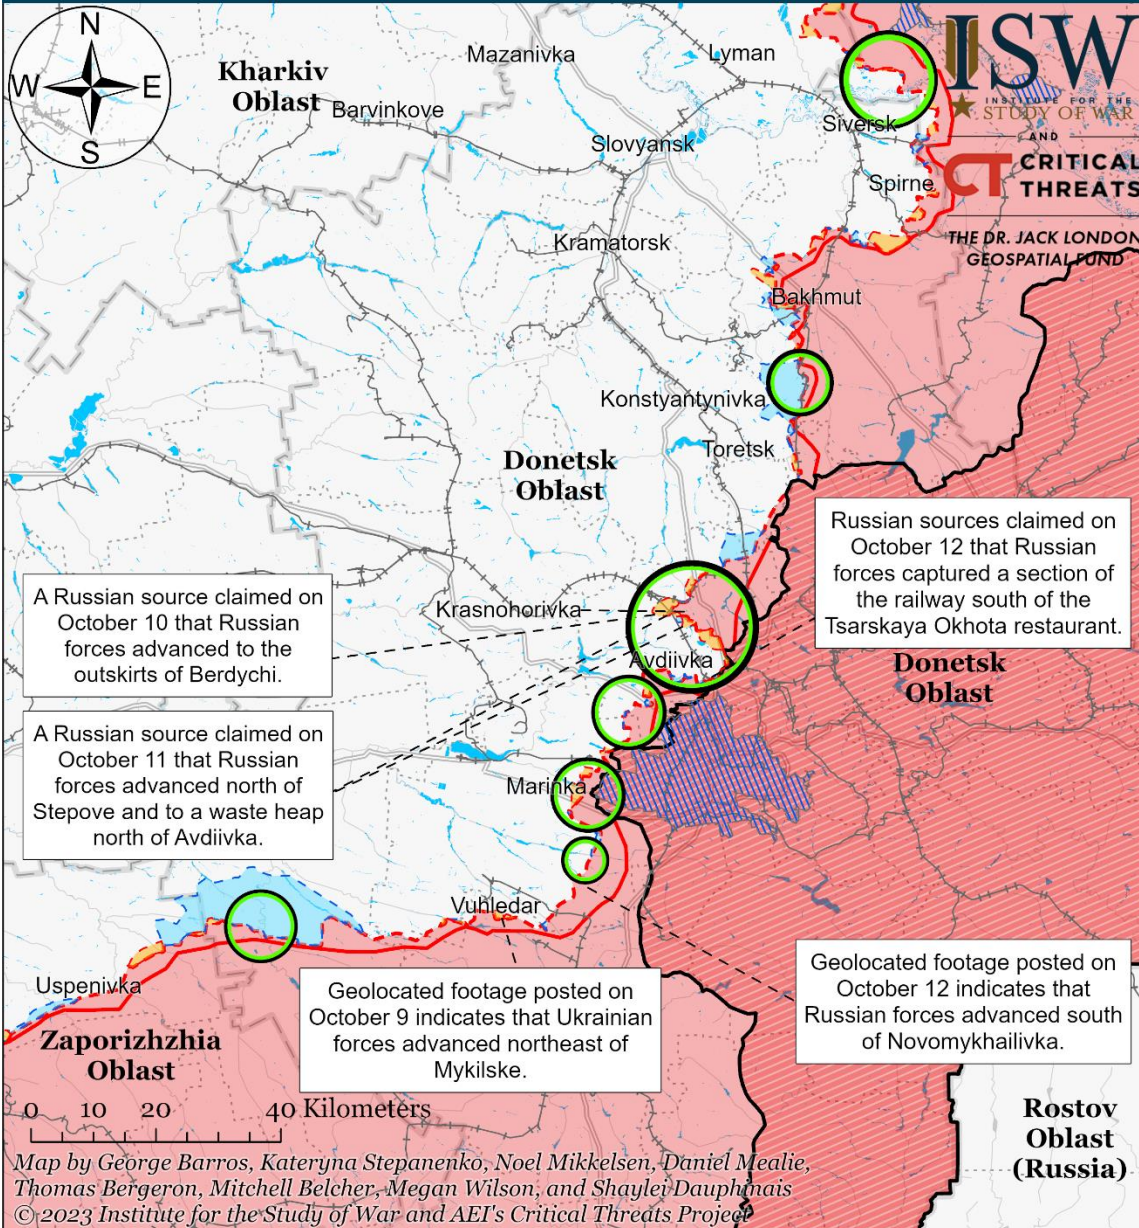 N
W
E
S
Kharkiv
Oblast
Mazanivka
Lyman
Barvinkove
Slovyansk
Siversk
Spirne
Kramatorsk
Bakhmut
ISW
INSTITUTE FOR THE
STUDY OF WAR
AND
CT CRITICAL
THREATS
THE DR. JACK LONDON
GEOSPATIAL FUND
Konstyantynivka
Toretsk
Donetsk
Oblast
Russian sources claimed on
October 12 that Russian
forces captured a section of
the railway south of the
Tsarskaya Okhota restaurant.
A Russian source claimed on
October 10 that Russian
forces advanced to the
outskirts of Berdychi.
Krasnohorivka
Avdiivka
Donetsk
Oblast
A Russian source claimed on
October 11 that Russian
forces advanced north of
Stepove and to a waste heap
north of Avdiivka.
Marinka
Vuhledar
Uspenivka
Geolocated footage posted on
October 9 indicates that Ukrainian
forces advanced northeast of
Mykilske.
Geolocated footage posted on
October 12 indicates that
Russian forces advanced south
of Novomykhailivka.
Zaporizhzhia
Oblast
0 10 20 40 Kilometers
Rostov
Oblast
(Russia)
Map by George Barros, Kateryna Stepanenko, Noel Mikkelsen, Daniel Mealie,
Thomas Bergeron, Mitchell Belcher, Megan Wilson, and Shaylei Dauphinais
© 2023 Institute for the Study of War and AEI's Critical Threats Project